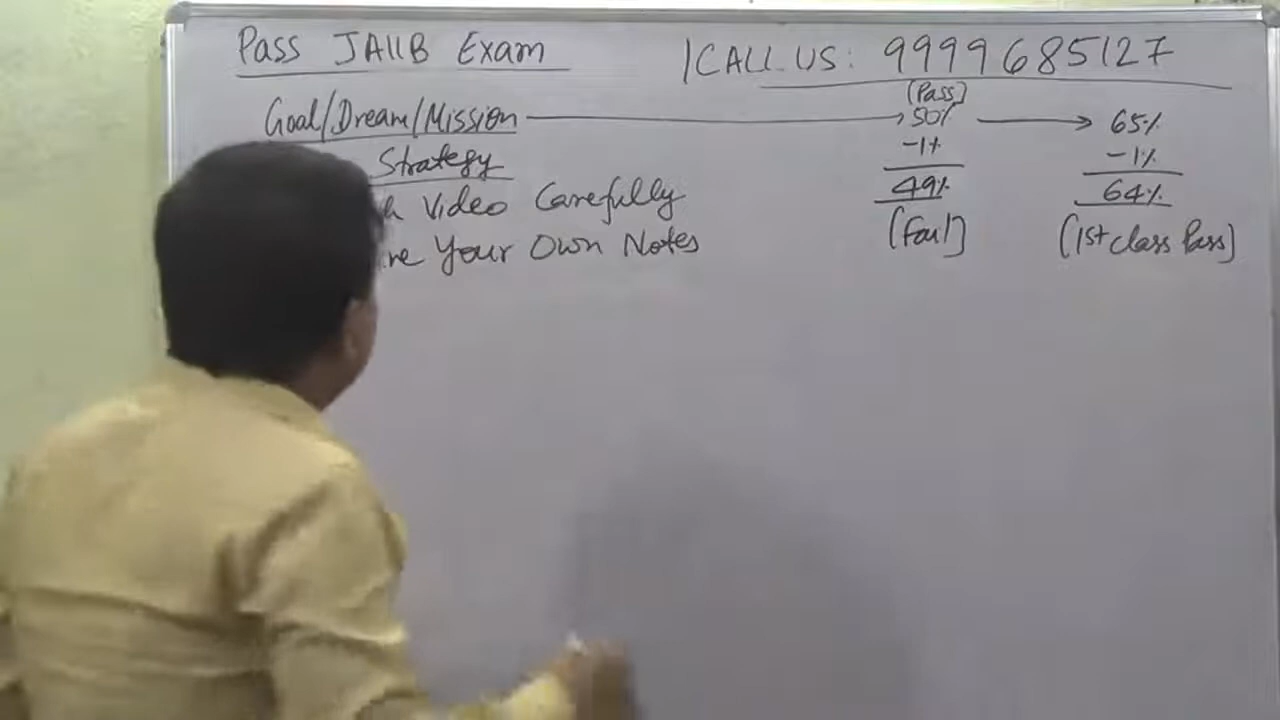 Pass JAIIB Exam
|CALL US: 9999685127
Goal/Dream/Mission → 50% → 65%
(Pass)
Strategy
-1% -1%
Video Carefully
49% 64%
Your Own Notes
(Fail) (1st class Pass)